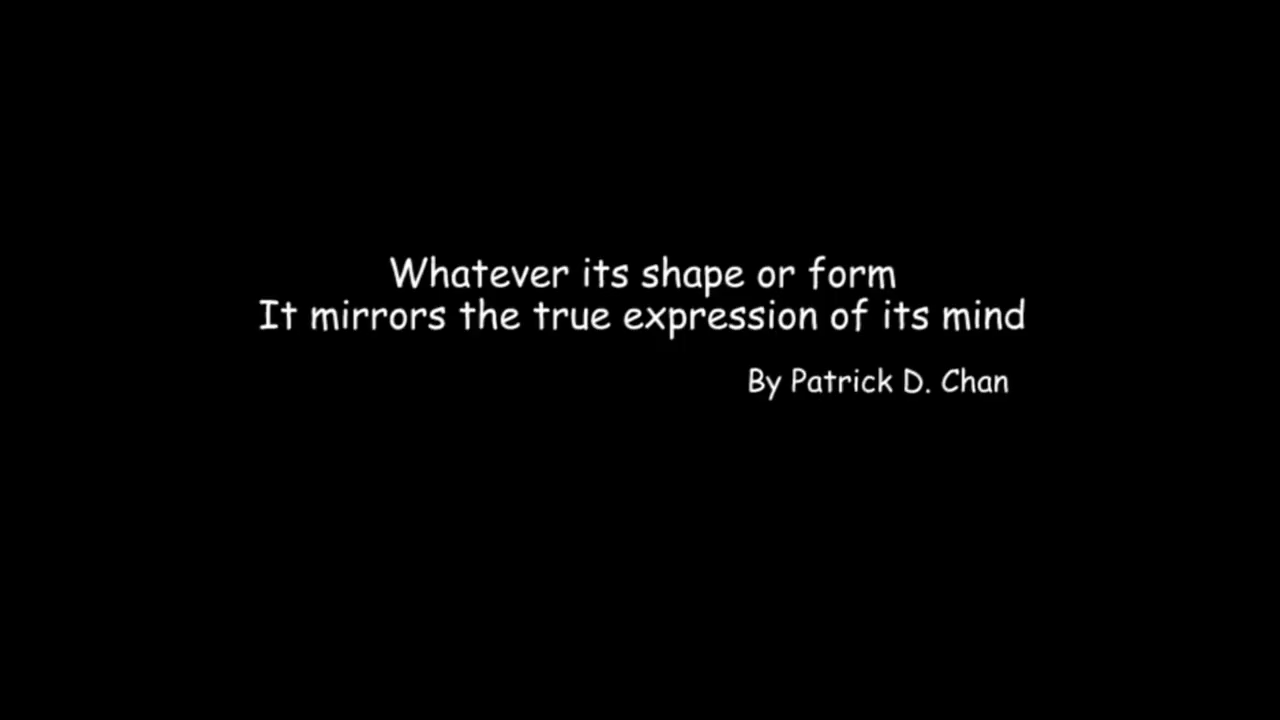 Whatever its shape or form
It mirrors the true expression of its mind
By Patrick D. Chan